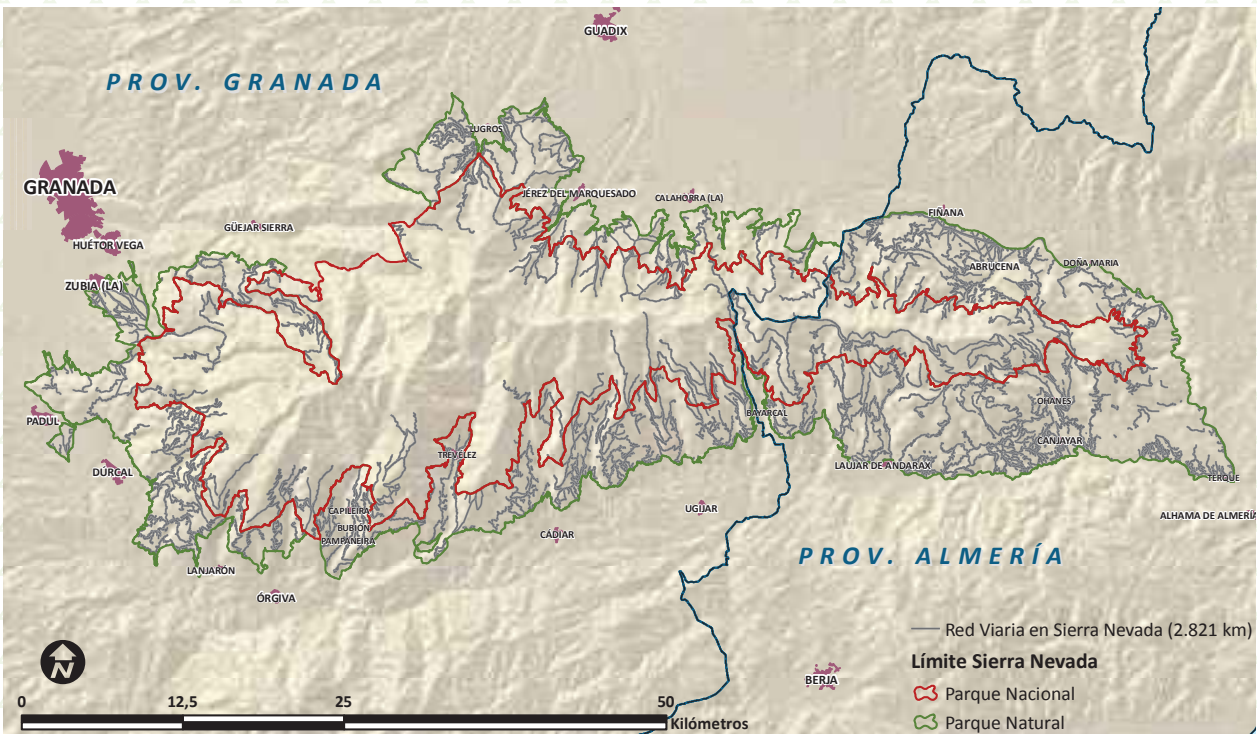 GUADIX
PROV. GRANADA
LUGROS
GRANADA
JÉREZ DEL MARQUESADO
CALAHORRA (LA)
FIÑANA
GÜEJAR SIERRA
HUÉTOR VEGA
ABRUCENA
DOÑA MARIA
ZUBIA (LA)
OHANES
BAYARCAL
PADUL
CANJAYAR
TREVELEZ
LAUJAR DE ANDARAX
DÚRCAL
TERQUE
CAPILEIRA
UGIJAR
ALHAMA DE ALMERÍA
BUBIÓN
CÁDIAR
PAMPANEIRA
PROV. ALMERÍA
LANJARÓN
ÓRGIVA
Red Viaria en Sierra Nevada (2.821 km)
Límite Sierra Nevada
N
BERJA
Parque Nacional
0 12,5 25 50
Kilómetros
Parque Natural